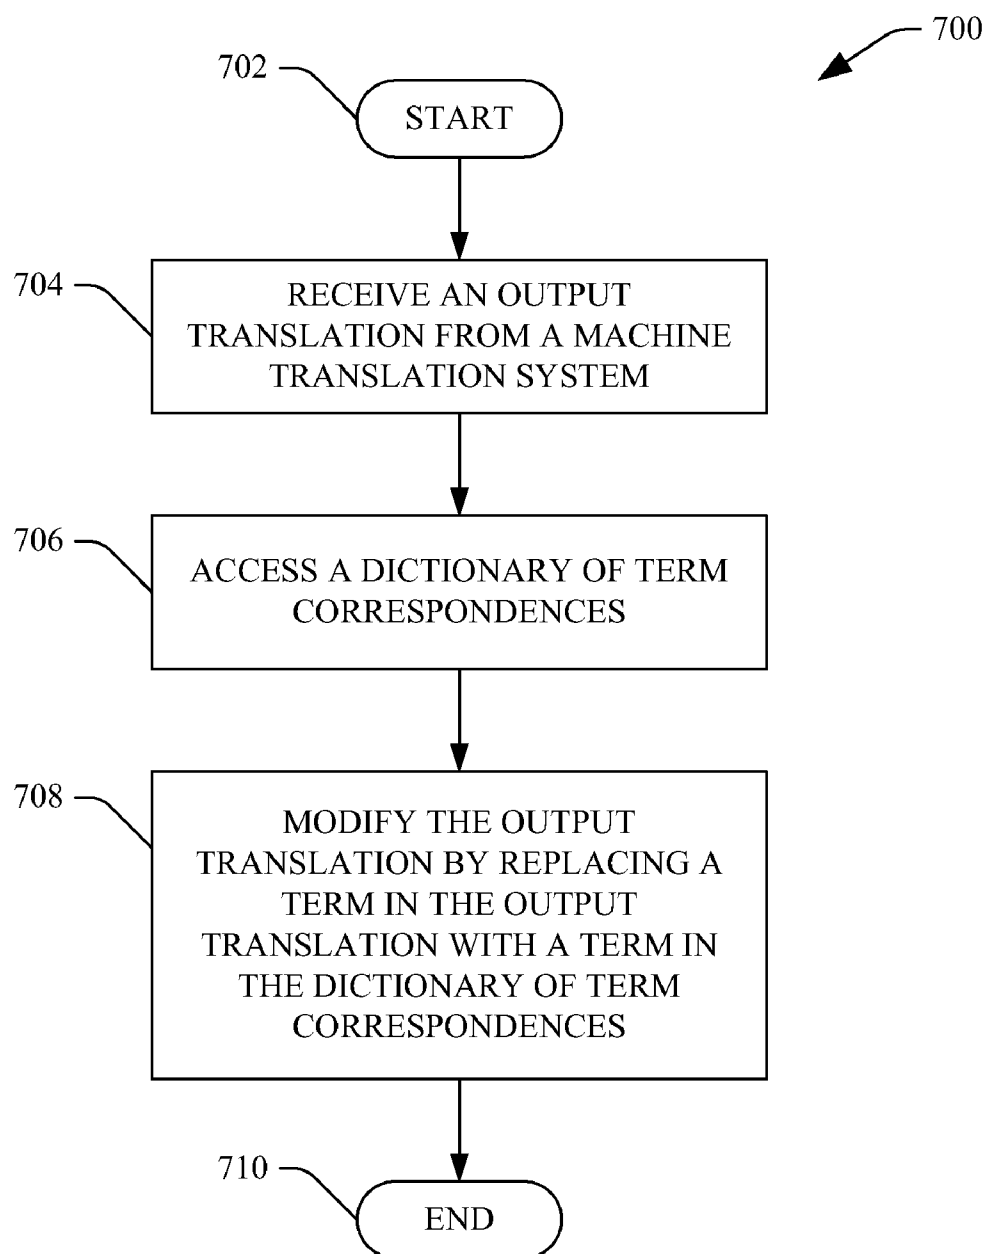 700
702
START
704
RECEIVE AN OUTPUT
TRANSLATION FROM A MACHINE
TRANSLATION SYSTEM
706
ACCESS A DICTIONARY OF TERM
CORRESPONDENCES
708
MODIFY THE OUTPUT
TRANSLATION BY REPLACING A
TERM IN THE OUTPUT
TRANSLATION WITH A TERM IN
THE DICTIONARY OF TERM
CORRESPONDENCES
710
END